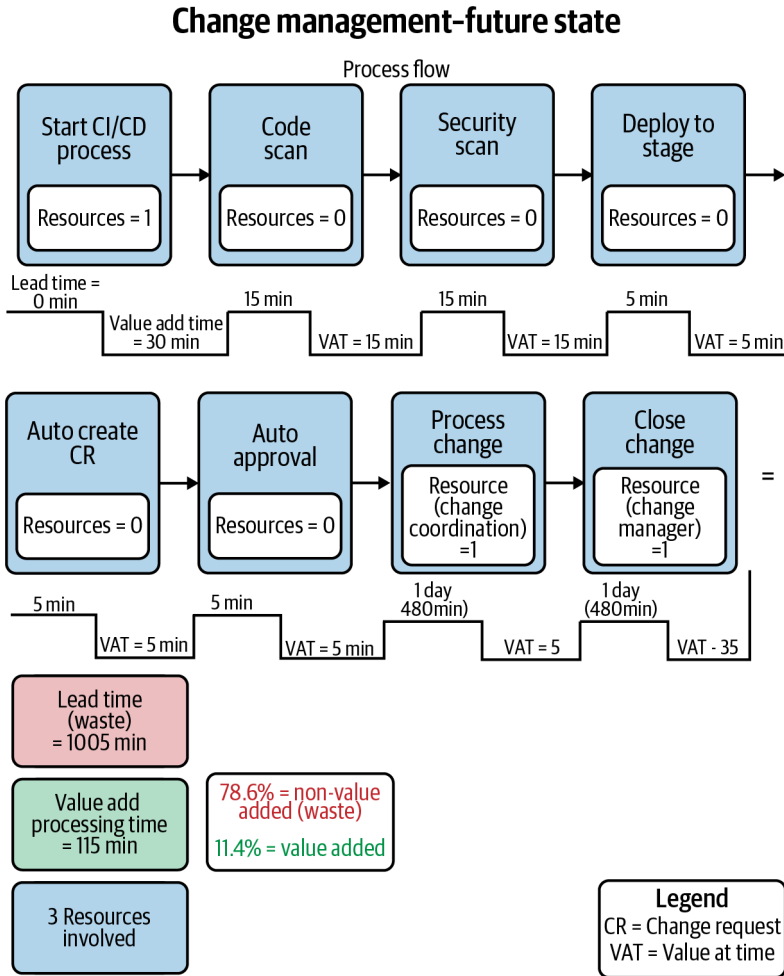 Change management–future state
Process flow
Start CI/CD
process
Resources = 1
Code
scan
Resources = 0
Security
scan
Resources = 0
Deploy to
stage
Resources = 0
Lead time =
0 min
Value add time
= 30 min
15 min
VAT = 15 min
15 min
VAT = 15 min
5 min
VAT = 5 min
Auto create
CR
Resources = 0
Auto
approval
Resources = 0
Process
change
Resource
(change
coordination)
=1
Close
change
Resource
(change
manager)
=1
=
5 min
VAT = 5 min
5 min
VAT = 5 min
1 day
480min)
VAT = 5
1 day
(480min)
VAT - 35
Lead time
(waste)
= 1005 min
Value add
processing time
= 115 min
78.6% = non-value
added (waste)
11.4% = value added
3 Resources
involved
Legend
CR = Change request
VAT = Value at time